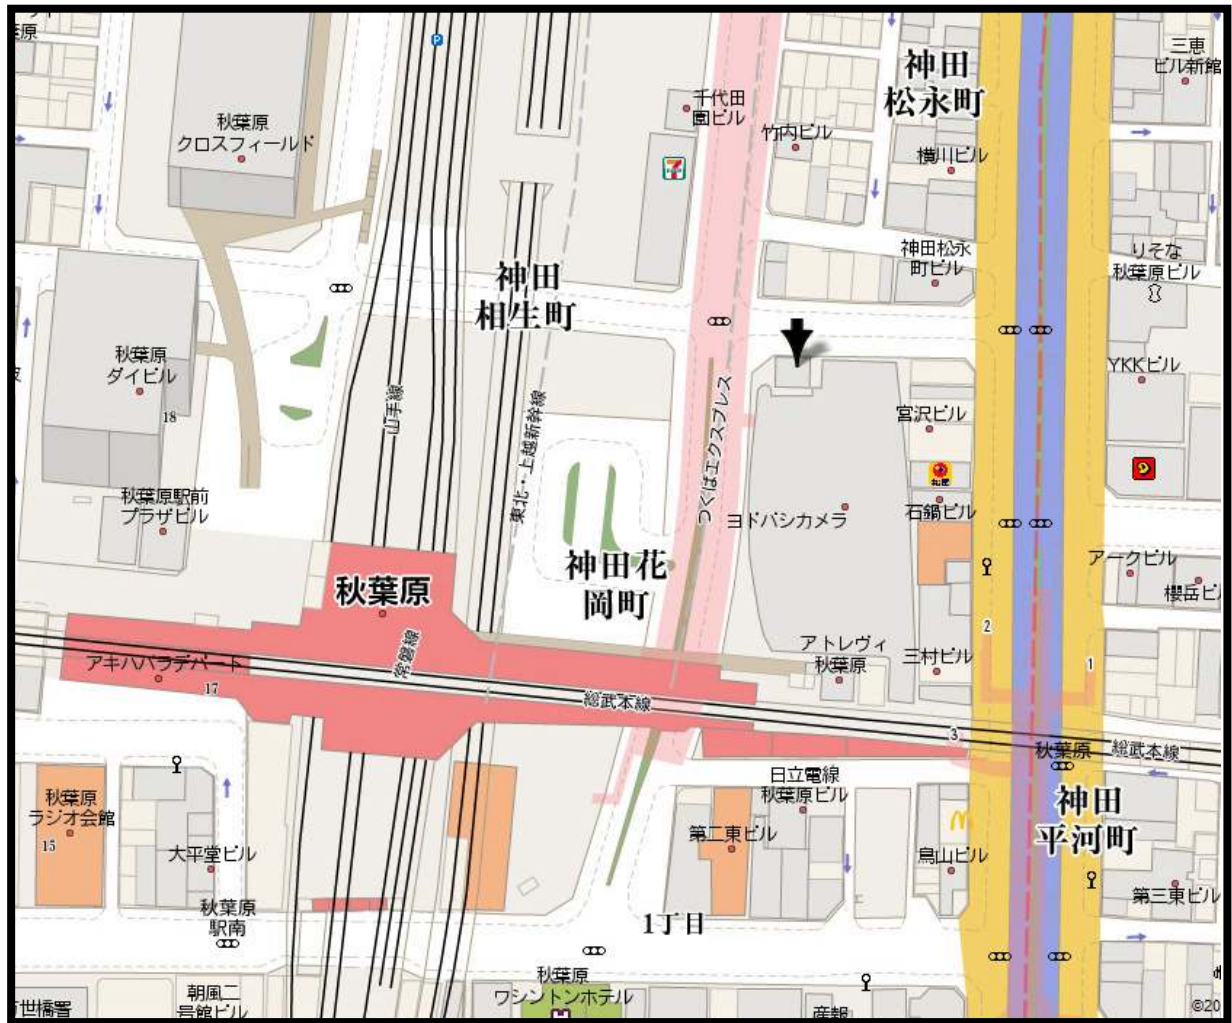 葉原
神田
松永町
三恵
ビル新館
秋葉原
クロスフィールド
千代田
園ビル
竹内ビル
横川ビル
神田松永
町ビル
りそな
秋葉原ビル
神田
相生町
秋葉原
ダイビル
18
山手線
東北・上越新幹線
つくばエクスプレス
YKKビル
宮沢ビル
秋葉原駅前
プラザビル
ヨドバシカメラ
石鍋ビル
アークビル
櫻岳ビ
神田花
岡町
秋葉原
常磐線
2
1
アトレヴィ
秋葉原
三村ビル
アキハバラデパート
17
総武本線
3
秋葉原
総武本線
日立電線
秋葉原ビル
神田
平河町
秋葉原
ラジオ会館
15
大平堂ビル
第二東ビル
鳥山ビル
第三東ビル
秋葉原
駅南
1丁目
秋葉原
ワシントンホテル
朝風二
号館ビル
世橋署
産報
©20